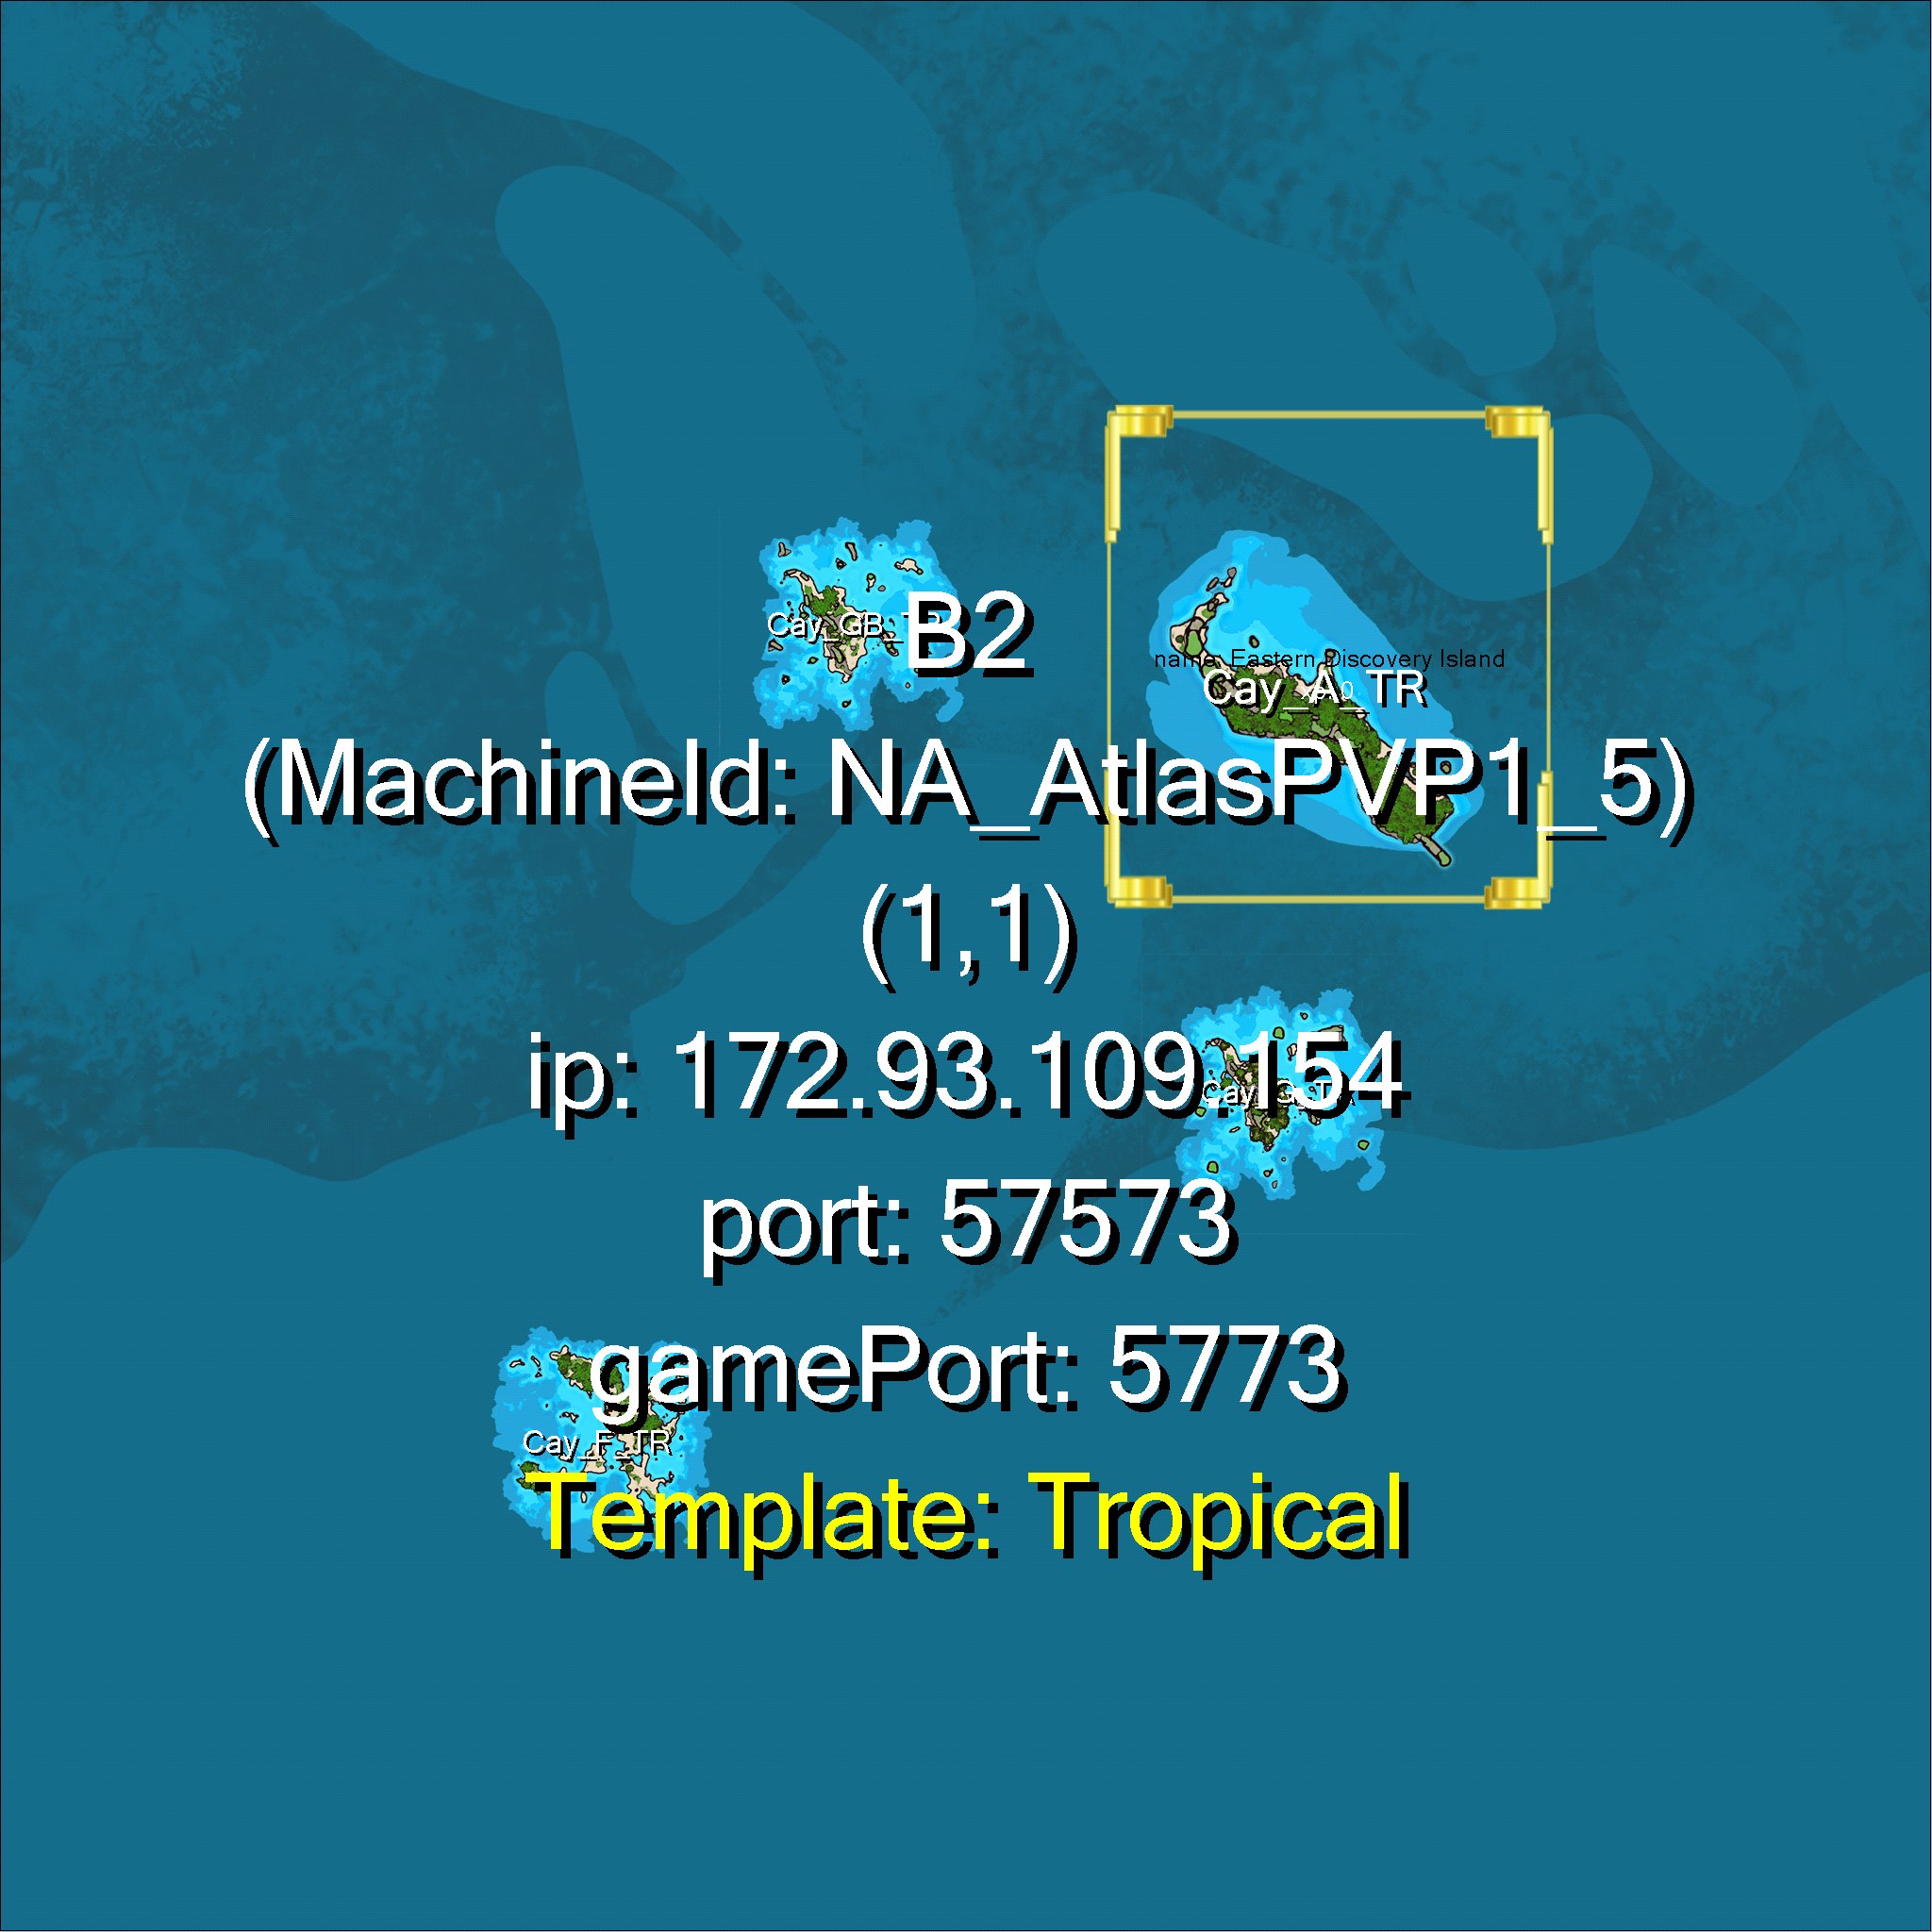 Cay_GB_TR
B2
name: Eastern Discovery Island
Cay_A_TR
(MachineId: NA_AtlasPVP1_5)
(1,1)
ip: 172.93.109.154
port: 57573
gamePort: 5773
Cay_F_TR
Template: Tropical